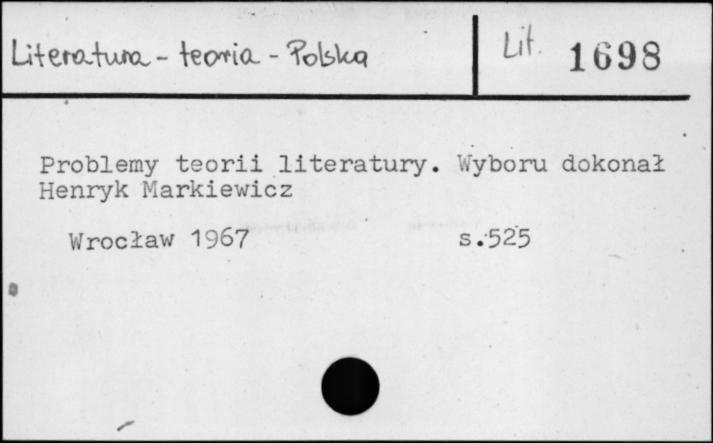 Literatura - teoria - Polska
Lit. 1698
Problemy teorii literatury. Wyboru dokonał
Henryk Markiewicz
Wrocław 1967 s.525